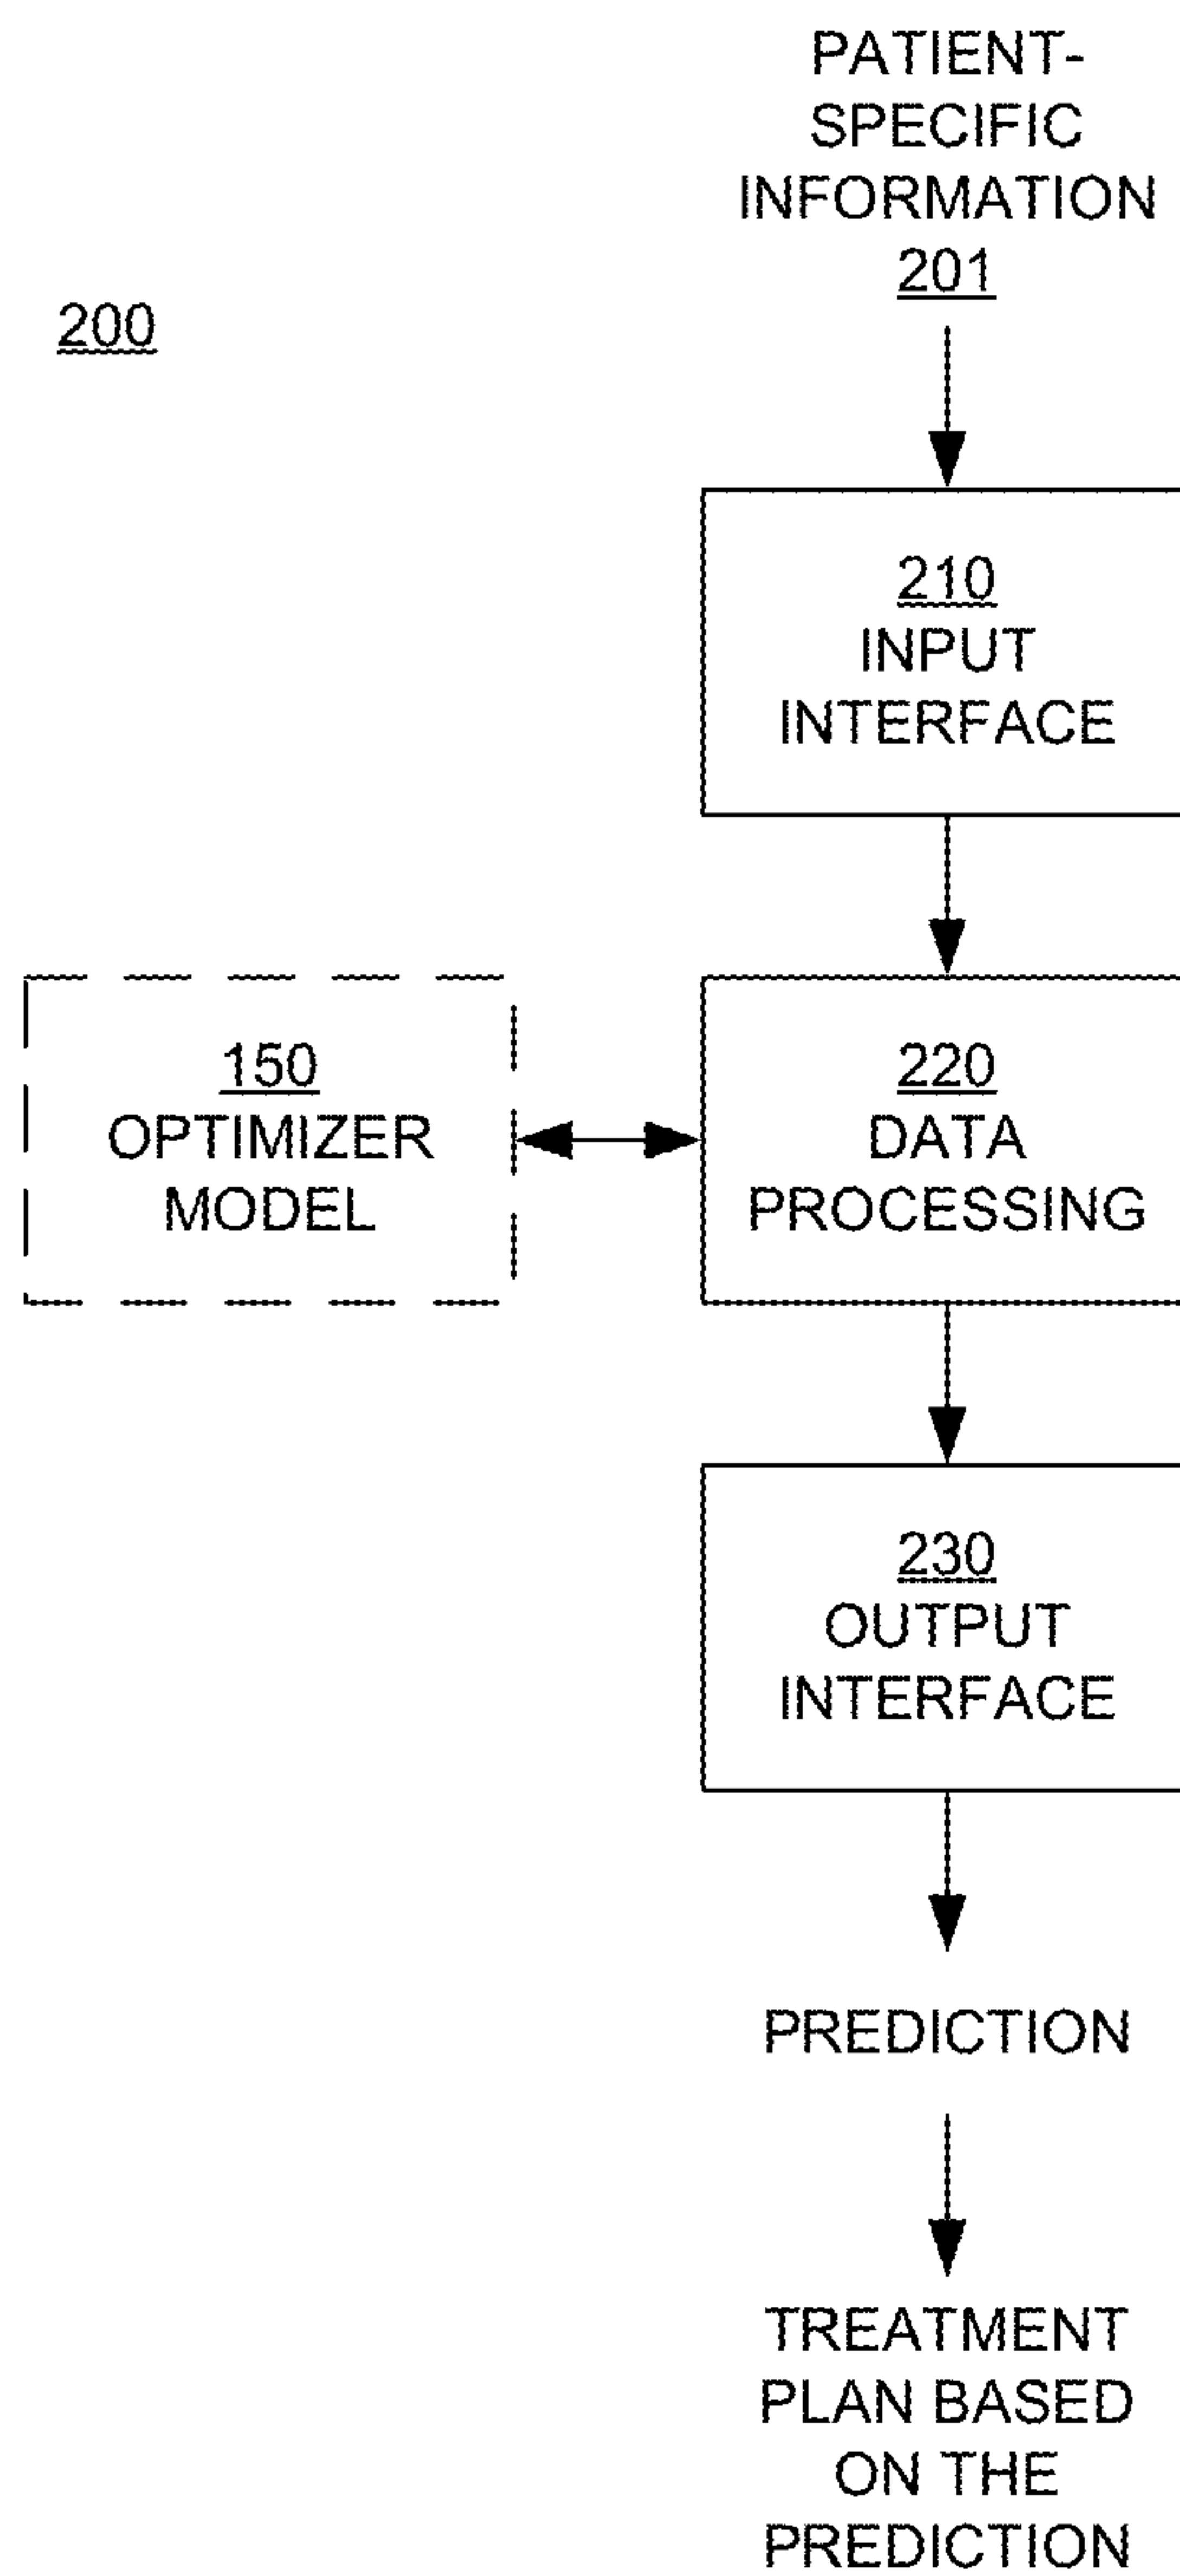 PATIENT-
SPECIFIC
INFORMATION
201
200
210
INPUT
INTERFACE
150
OPTIMIZER
MODEL
220
DATA
PROCESSING
230
OUTPUT
INTERFACE
PREDICTION
TREATMENT
PLAN BASED
ON THE
PREDICTION